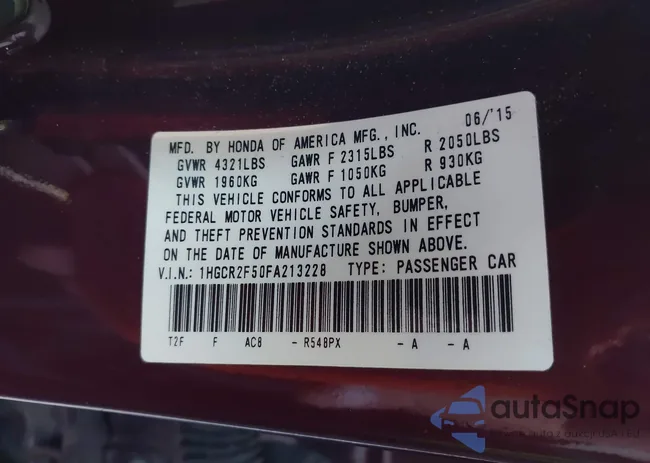 MFD. BY HONDA OF AMERICA MFG., INC. 06/'15
GVWR 4321LBS GAWR F 2315LBS R 2050LBS
GVWR 1960KG GAWR F 1050KG R 930KG
THIS VEHICLE CONFORMS TO ALL APPLICABLE
FEDERAL MOTOR VEHICLE SAFETY, BUMPER,
AND THEFT PREVENTION STANDARDS IN EFFECT
ON THE DATE OF MANUFACTURE SHOWN ABOVE.
V.I.N.: 1HGCR2F50FA213228 TYPE: PASSENGER CAR
T2F F AC8 - R548PX - A - A
autaSnap